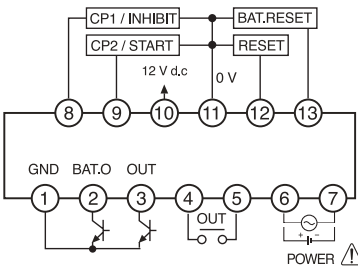 CP1 / INHIBIT BAT.RESET
CP2 / START RESET
12 V d.c 0 V
8 9 10 11 12 13
GND BAT.O OUT
1 2 3 4 5 6 7
OUT
+ -
POWER ⚠